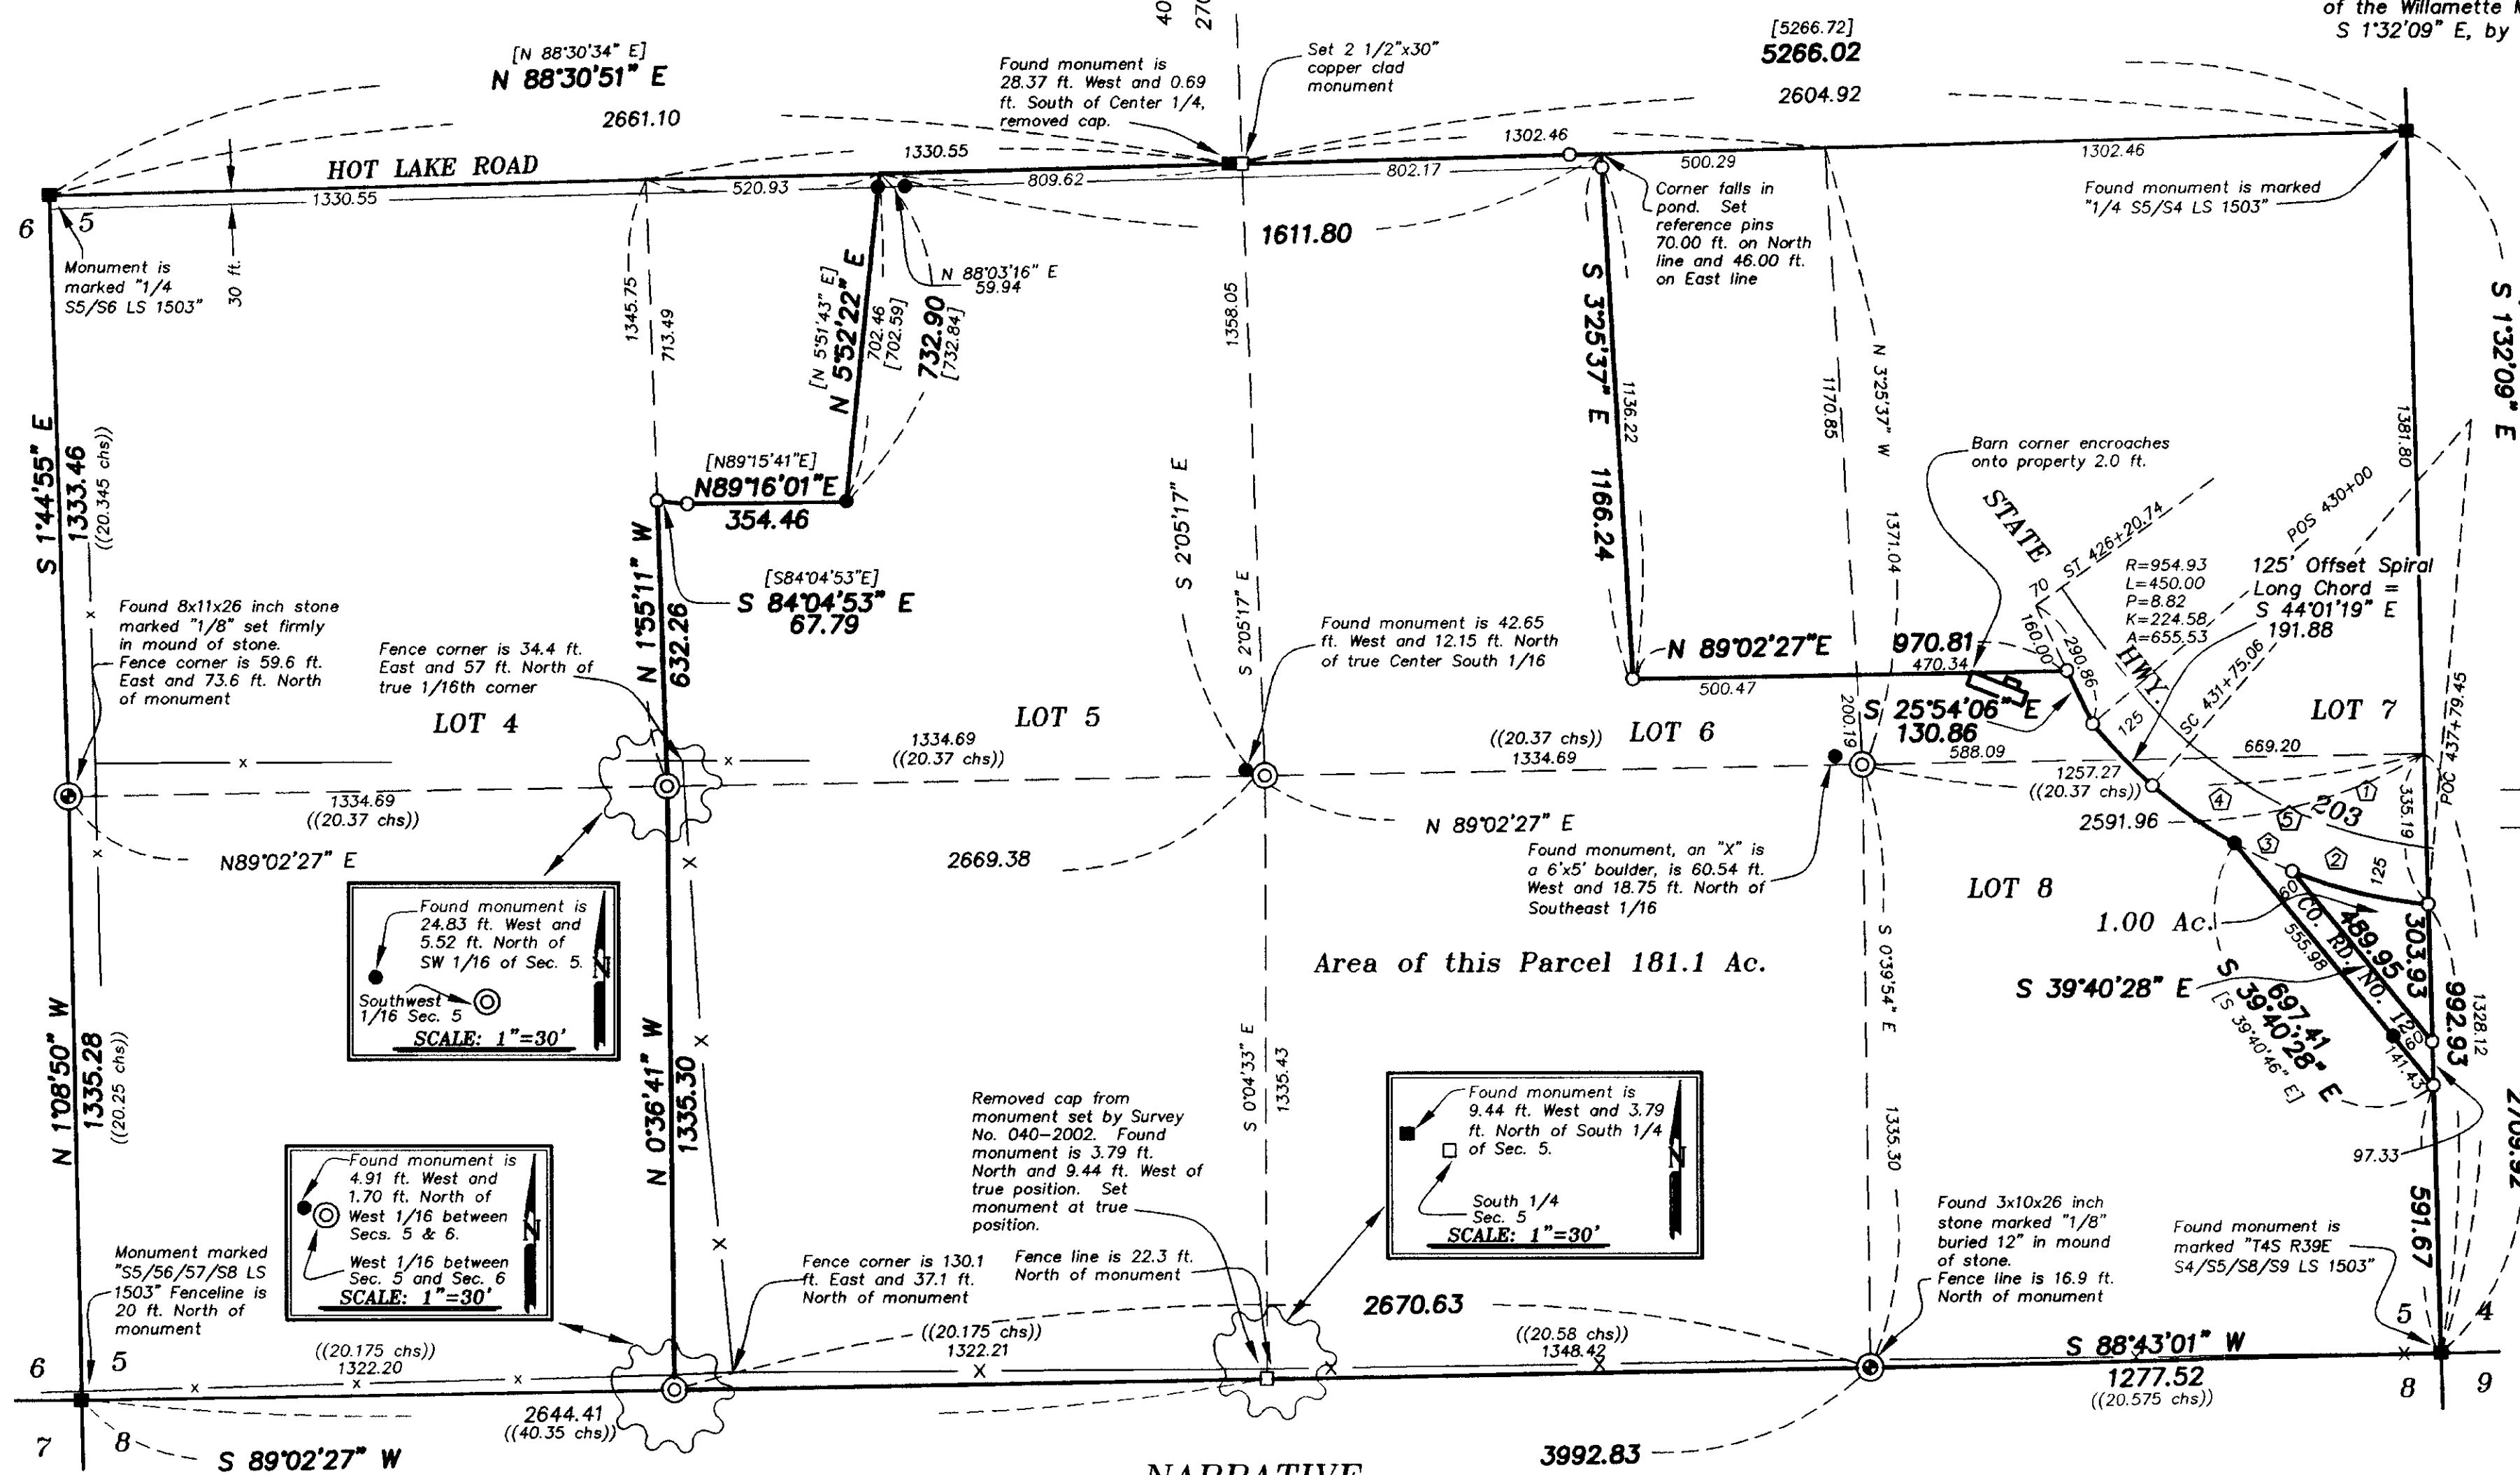 of the Willamette
S 1°32'09" E, by
40
270
[N 88°30'34" E]
N 88°30'51" E
2661.10
Found monument is
28.37 ft. West and 0.69
ft. South of Center 1/4,
removed cap.
Set 2 1/2"x30"
copper clad
monument
[5266.72]
5266.02
2604.92
HOT LAKE ROAD
1330.55
1330.55
520.93
809.62
1302.46
802.17
500.29
1302.46
1611.80
6
5
Monument is
marked "1/4
S5/S6 LS 1503"
30 ft.
Corner falls in
pond. Set
reference pins
70.00 ft. on North
line and 46.00 ft.
on East line
Found monument is marked
"1/4 S5/S4 LS 1503"
N 88°03'16" E
59.94
1345.75
713.49
[N 5°51'43" E]
N 5°52'22" E
702.46
[702.59]
732.90
[732.84]
1358.05
S 3°25'37" E 1166.24
1136.22
1170.85
N 3°25'37" W
1371.04
1381.80
S 1°32'09" E
S 1°44'55" E
1333.46
((20.345 chs))
[N89°15'41"E]
N89°16'01"E
354.46
[S84°04'53"E]
S 84°04'53" E
67.79
N 1°55'11" W
632.26
S 2°05'17" E
S 2°05'17" E
Barn corner encroaches
onto property 2.0 ft.
STATE
HWY.
203
ST 426+20.74
POS 430+00
70
160.00
290.86
R=954.93
L=450.00
P=8.82
K=224.58
A=655.53
125' Offset Spiral
Long Chord =
S 44°01'19" E
191.88
SC 431+75.06
125
Found 8x11x26 inch stone
marked "1/8" set firmly
in mound of stone.
Fence corner is 59.6 ft.
East and 73.6 ft. North
of monument
Fence corner is 34.4 ft.
East and 57 ft. North of
true 1/16th corner
Found monument is 42.65
ft. West and 12.15 ft. North
of true Center South 1/16
N 89°02'27"E
970.81
470.34
500.47
S 25°54'06" E
130.86
200.19
588.09
669.20
1257.27
((20.37 chs))
2591.96
LOT 4
LOT 5
LOT 6
LOT 7
1334.69
((20.37 chs))
1334.69
((20.37 chs))
((20.37 chs))
1334.69
N89°02'27" E
2669.38
N 89°02'27" E
Found monument, an "X" is
a 6'x5' boulder, is 60.54 ft.
West and 18.75 ft. North of
Southeast 1/16
POC 437+79.45
335.19
1
2
3
4
5
125
LOT 8
1.00 Ac.
60
CO. RD. NO. 126
489.95
303.93
992.93
1328.12
555.98
S 39°40'28" E
697.41
S 39°40'28" E
[S 39°40'46" E]
141.43
97.33
591.67
2709.92
Found monument is
24.83 ft. West and
5.52 ft. North of
SW 1/16 of Sec. 5.
Southwest
1/16 Sec. 5
N
SCALE: 1"=30'
Area of this Parcel 181.1 Ac.
N 1°08'50" W
1335.28
((20.25 chs))
N 0°36'41" W
1335.30
S 0°04'33" E
1335.43
S 0°39'54" E
1335.30
Found monument is
4.91 ft. West and
1.70 ft. North of
West 1/16 between
Secs. 5 & 6.
West 1/16 between
Sec. 5 and Sec. 6
N
SCALE: 1"=30'
Removed cap from
monument set by Survey
No. 040-2002. Found
monument is 3.79 ft.
North and 9.44 ft. West of
true position. Set
monument at true
position.
Found monument is
9.44 ft. West and 3.79
ft. North of South 1/4
of Sec. 5.
South 1/4
Sec. 5
N
SCALE: 1"=30'
Monument marked
"S5/56/57/S8 LS
1503" Fenceline is
20 ft. North of
monument
Fence corner is 130.1
ft. East and 37.1 ft.
North of monument
Fence line is 22.3 ft.
North of monument
Found 3x10x26 inch
stone marked "1/8"
buried 12" in mound
of stone.
Fence line is 16.9 ft.
North of monument
Found monument is
marked "T4S R39E
S4/S5/S8/S9 LS 1503"
2670.63
((20.175 chs))
1322.20
((20.175 chs))
1322.21
((20.58 chs))
1348.42
S 88°43'01" W
1277.52
((20.575 chs))
6
5
7
8
5
4
8
9
2644.41
((40.35 chs))
S 89°02'27" W
3992.83
NARRATIVE